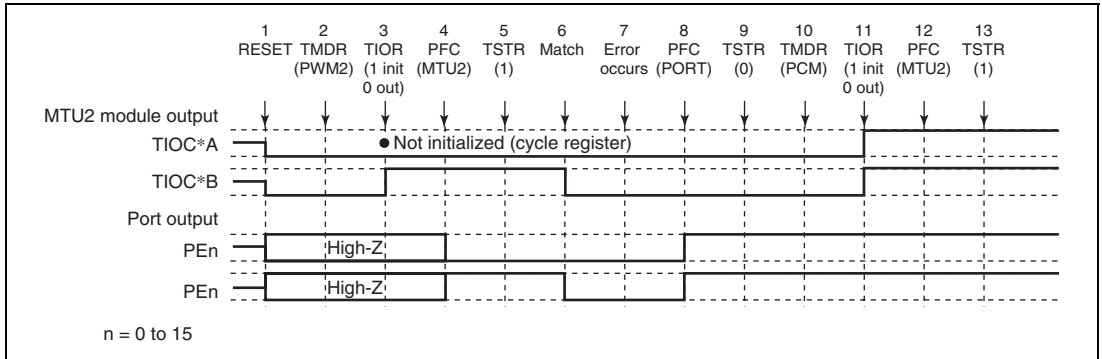 1 2 3 4 5 6 7 8 9 10 11 12 13
RESET TMDR TIOR PFC TSTR Match Error PFC TSTR TMDR TIOR PFC TSTR
(PWM2) (1 init (MTU2) (1) occurs (PORT) (0) (PCM) (1 init (MTU2) (1)
0 out) 0 out)
MTU2 module output
TIOC*A ● Not initialized (cycle register)
TIOC*B
Port output
PEn High-Z
PEn High-Z
n = 0 to 15